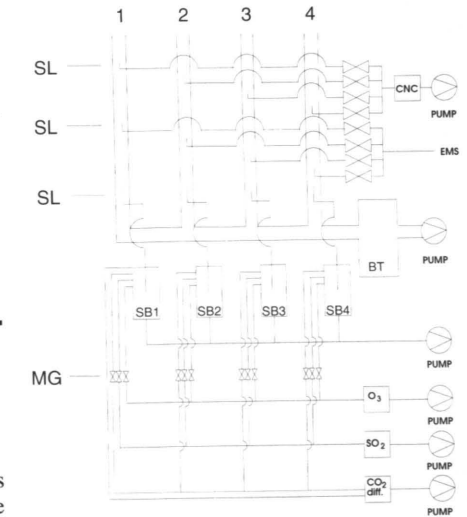 1 2 3 4
SL
CNC
PUMP
SL
EMS
SL
PUMP
BT
SB1 SB2 SB3 SB4
PUMP
MG
O3
PUMP
SO2
PUMP
CO2
diff.
PUMP
s
e